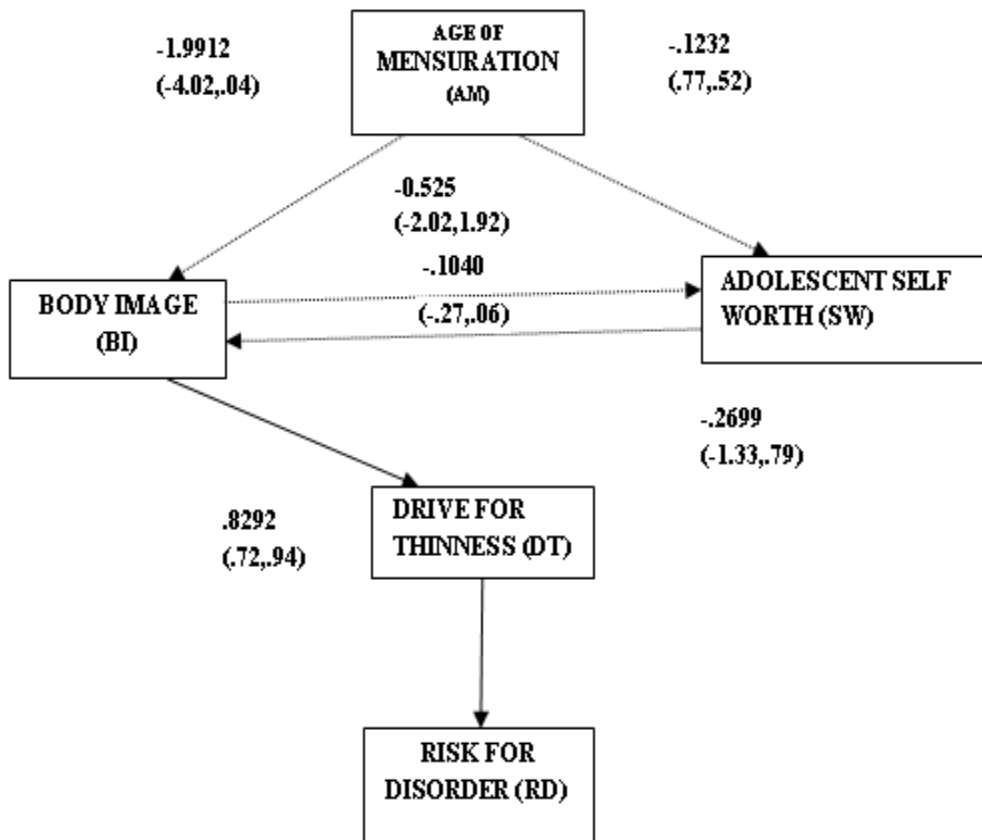 AGE OF
MENSURATION
(AM)
-1.9912
(-4.02,.04)
-.1232
(.77,.52)
-0.525
(-2.02,1.92)
-.1040
(-.27,.06)
BODY IMAGE
(BI)
ADOLESCENT SELF
WORTH (SW)
-.2699
(-1.33,.79)
.8292
(.72,.94)
DRIVE FOR
THINNESS (DT)
RISK FOR
DISORDER (RD)